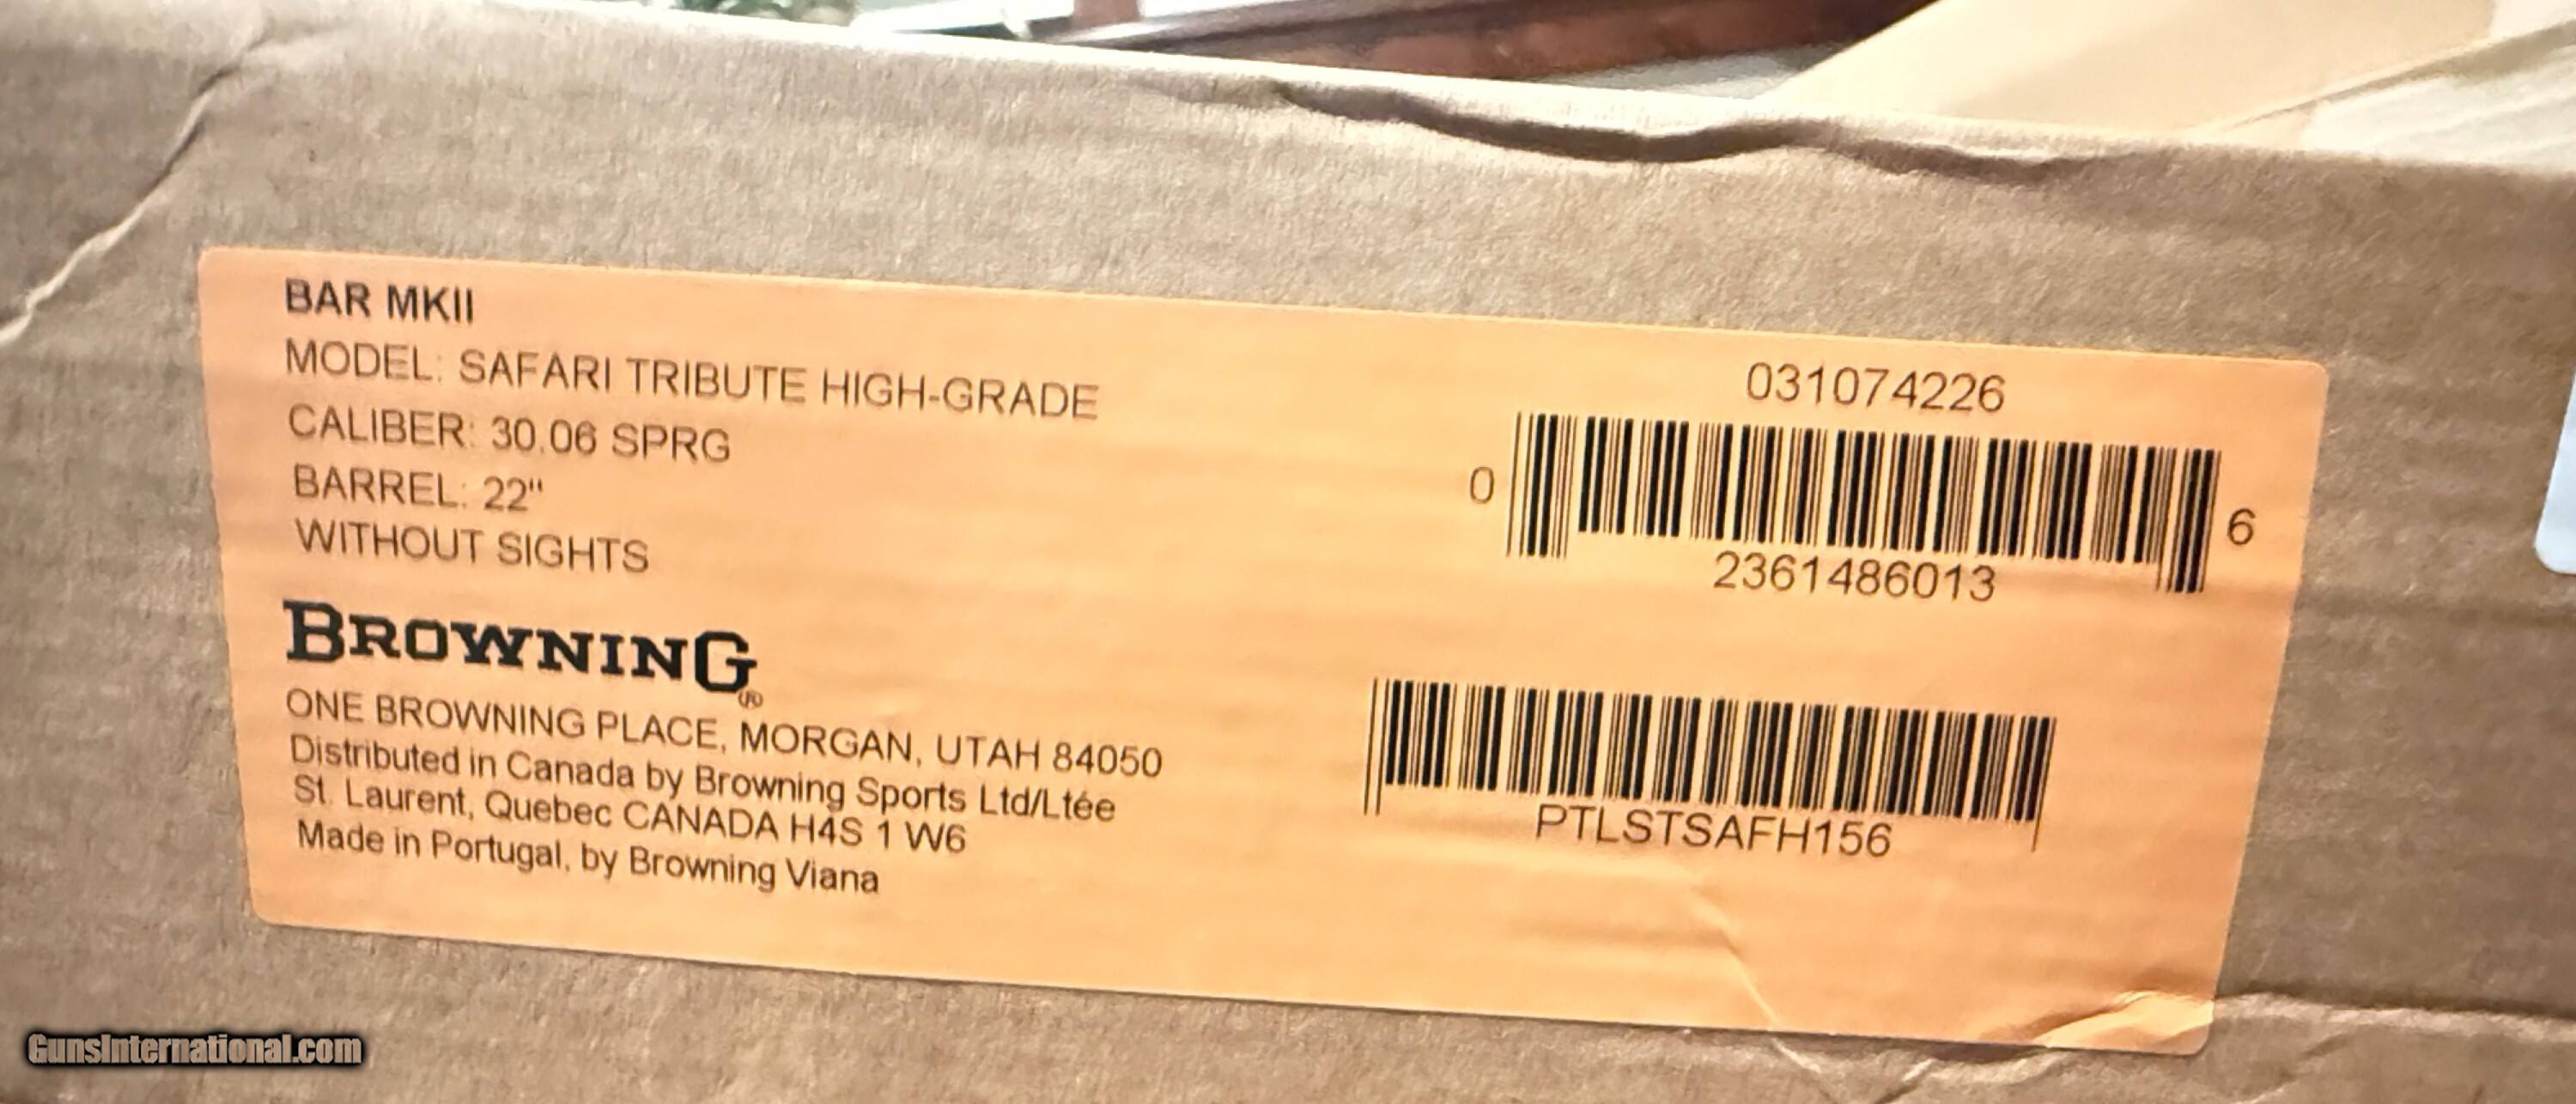 BAR MKII
MODEL: SAFARI TRIBUTE HIGH-GRADE
CALIBER: 30.06 SPRG
BARREL: 22"
WITHOUT SIGHTS
BROWNING®
ONE BROWNING PLACE, MORGAN, UTAH 84050
Distributed in Canada by Browning Sports Ltd/Ltée
St. Laurent, Quebec CANADA H4S 1 W6
Made in Portugal, by Browning Viana
031074226
0 2361486013 6
PTLSTSAFH156
GunsInternational.com